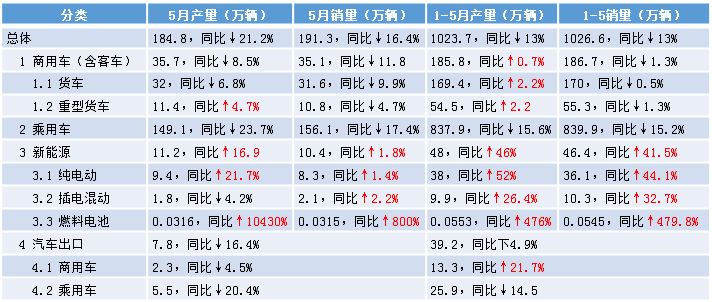 分类 5月产量（万辆） 5月销量（万辆） 1-5月产量（万辆） 1-5销量（万辆）
总体 184.8，同比↓21.2% 191.3，同比↓16.4% 1023.7，同比↓13% 1026.6，同比↓13%
1 商用车（含客车） 35.7，同比↓8.5% 35.1，同比↓11.8 185.8，同比↑0.7% 186.7，同比↓1.3%
1.1 货车 32，同比↓6.8% 31.6，同比↓9.9% 169.4，同比↑2.2% 170，同比↓0.5%
1.2 重型货车 11.4，同比↑4.7% 10.8，同比↓4.7% 54.5，同比↑2.2 55.3，同比↓1.3%
2 乘用车 149.1，同比↓23.7% 156.1，同比↓17.4% 837.9，同比↓15.6% 839.9，同比↓15.2%
3 新能源 11.2，同比↑16.9 10.4，同比↑1.8% 48，同比↑46% 46.4，同比↑41.5%
3.1 纯电动 9.4，同比↑21.7% 8.3，同比↑1.4% 38，同比↑52% 36.1，同比↑44.1%
3.2 插电混动 1.8，同比↓4.2% 2.1，同比↑2.2% 9.9，同比↑26.4% 10.3，同比↑32.7%
3.3 燃料电池 0.0316，同比↑10430% 0.0315，同比↑800% 0.0553，同比↑476% 0.0545，同比↑479.8%
4 汽车出口 7.8，同比↓16.4% 39.2，同比下4.9%
4.1 商用车 2.3，同比↓4.5% 13.3，同比↑21.7%
4.2 乘用车 5.5，同比↓20.4% 25.9，同比↓14.5